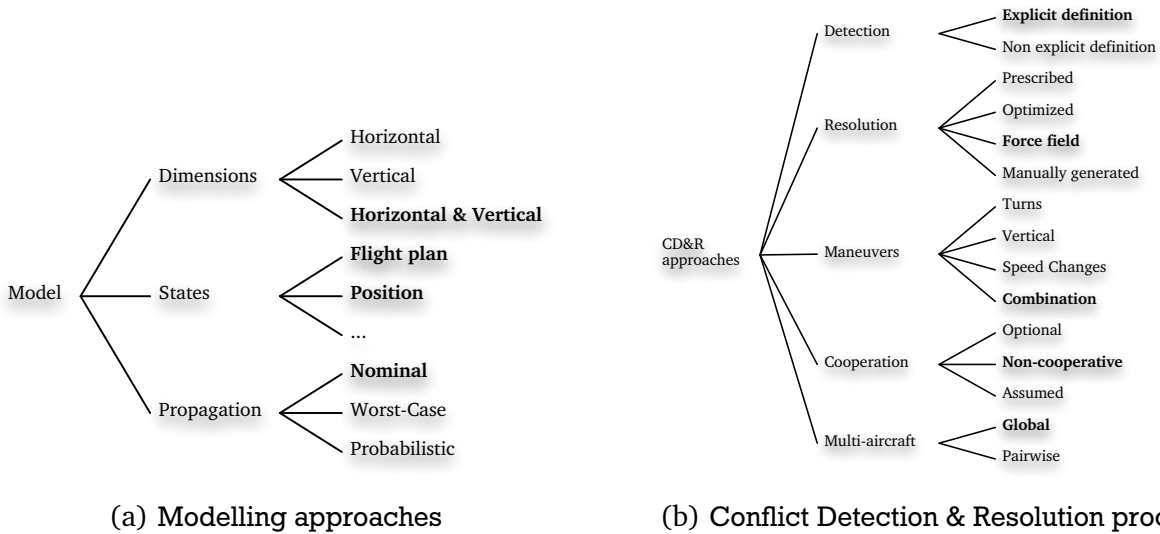 Model
Dimensions
Horizontal
Vertical
Horizontal & Vertical
States
Flight plan
Position
...
Propagation
Nominal
Worst-Case
Probabilistic
(a) Modelling approaches
CD&R
approaches
Detection
Explicit definition
Non explicit definition
Resolution
Prescribed
Optimized
Force field
Manually generated
Maneuvers
Turns
Vertical
Speed Changes
Combination
Cooperation
Optional
Non-cooperative
Assumed
Multi-aircraft
Global
Pairwise
(b) Conflict Detection & Resolution proc